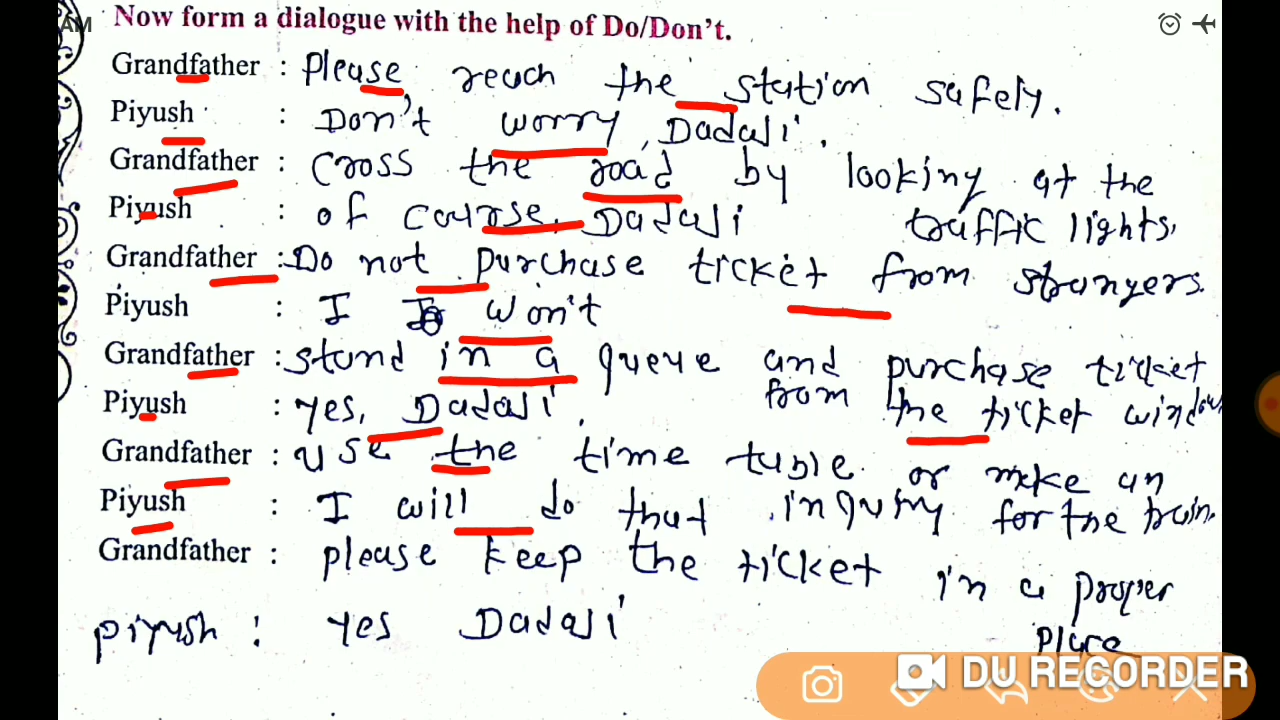 AM
Now form a dialogue with the help of Do/Don't.
Grandfather : Please reach the station safely.
Piyush : Don't worry, Dadaji.
Grandfather : Cross the road by looking at the
traffic lights.
Piyush : of course, Dadaji
Grandfather : Do not purchase ticket from strangers.
Piyush : I won't
Grandfather : stand in a queue and purchase ticket
from the ticket window
Piyush : yes, Dadaji.
Grandfather : use the time table or make an
inquiry for the train.
Piyush : I will do that
Grandfather : please keep the ticket in a proper
place
Piyush : yes Dadaji
DU RECORDER